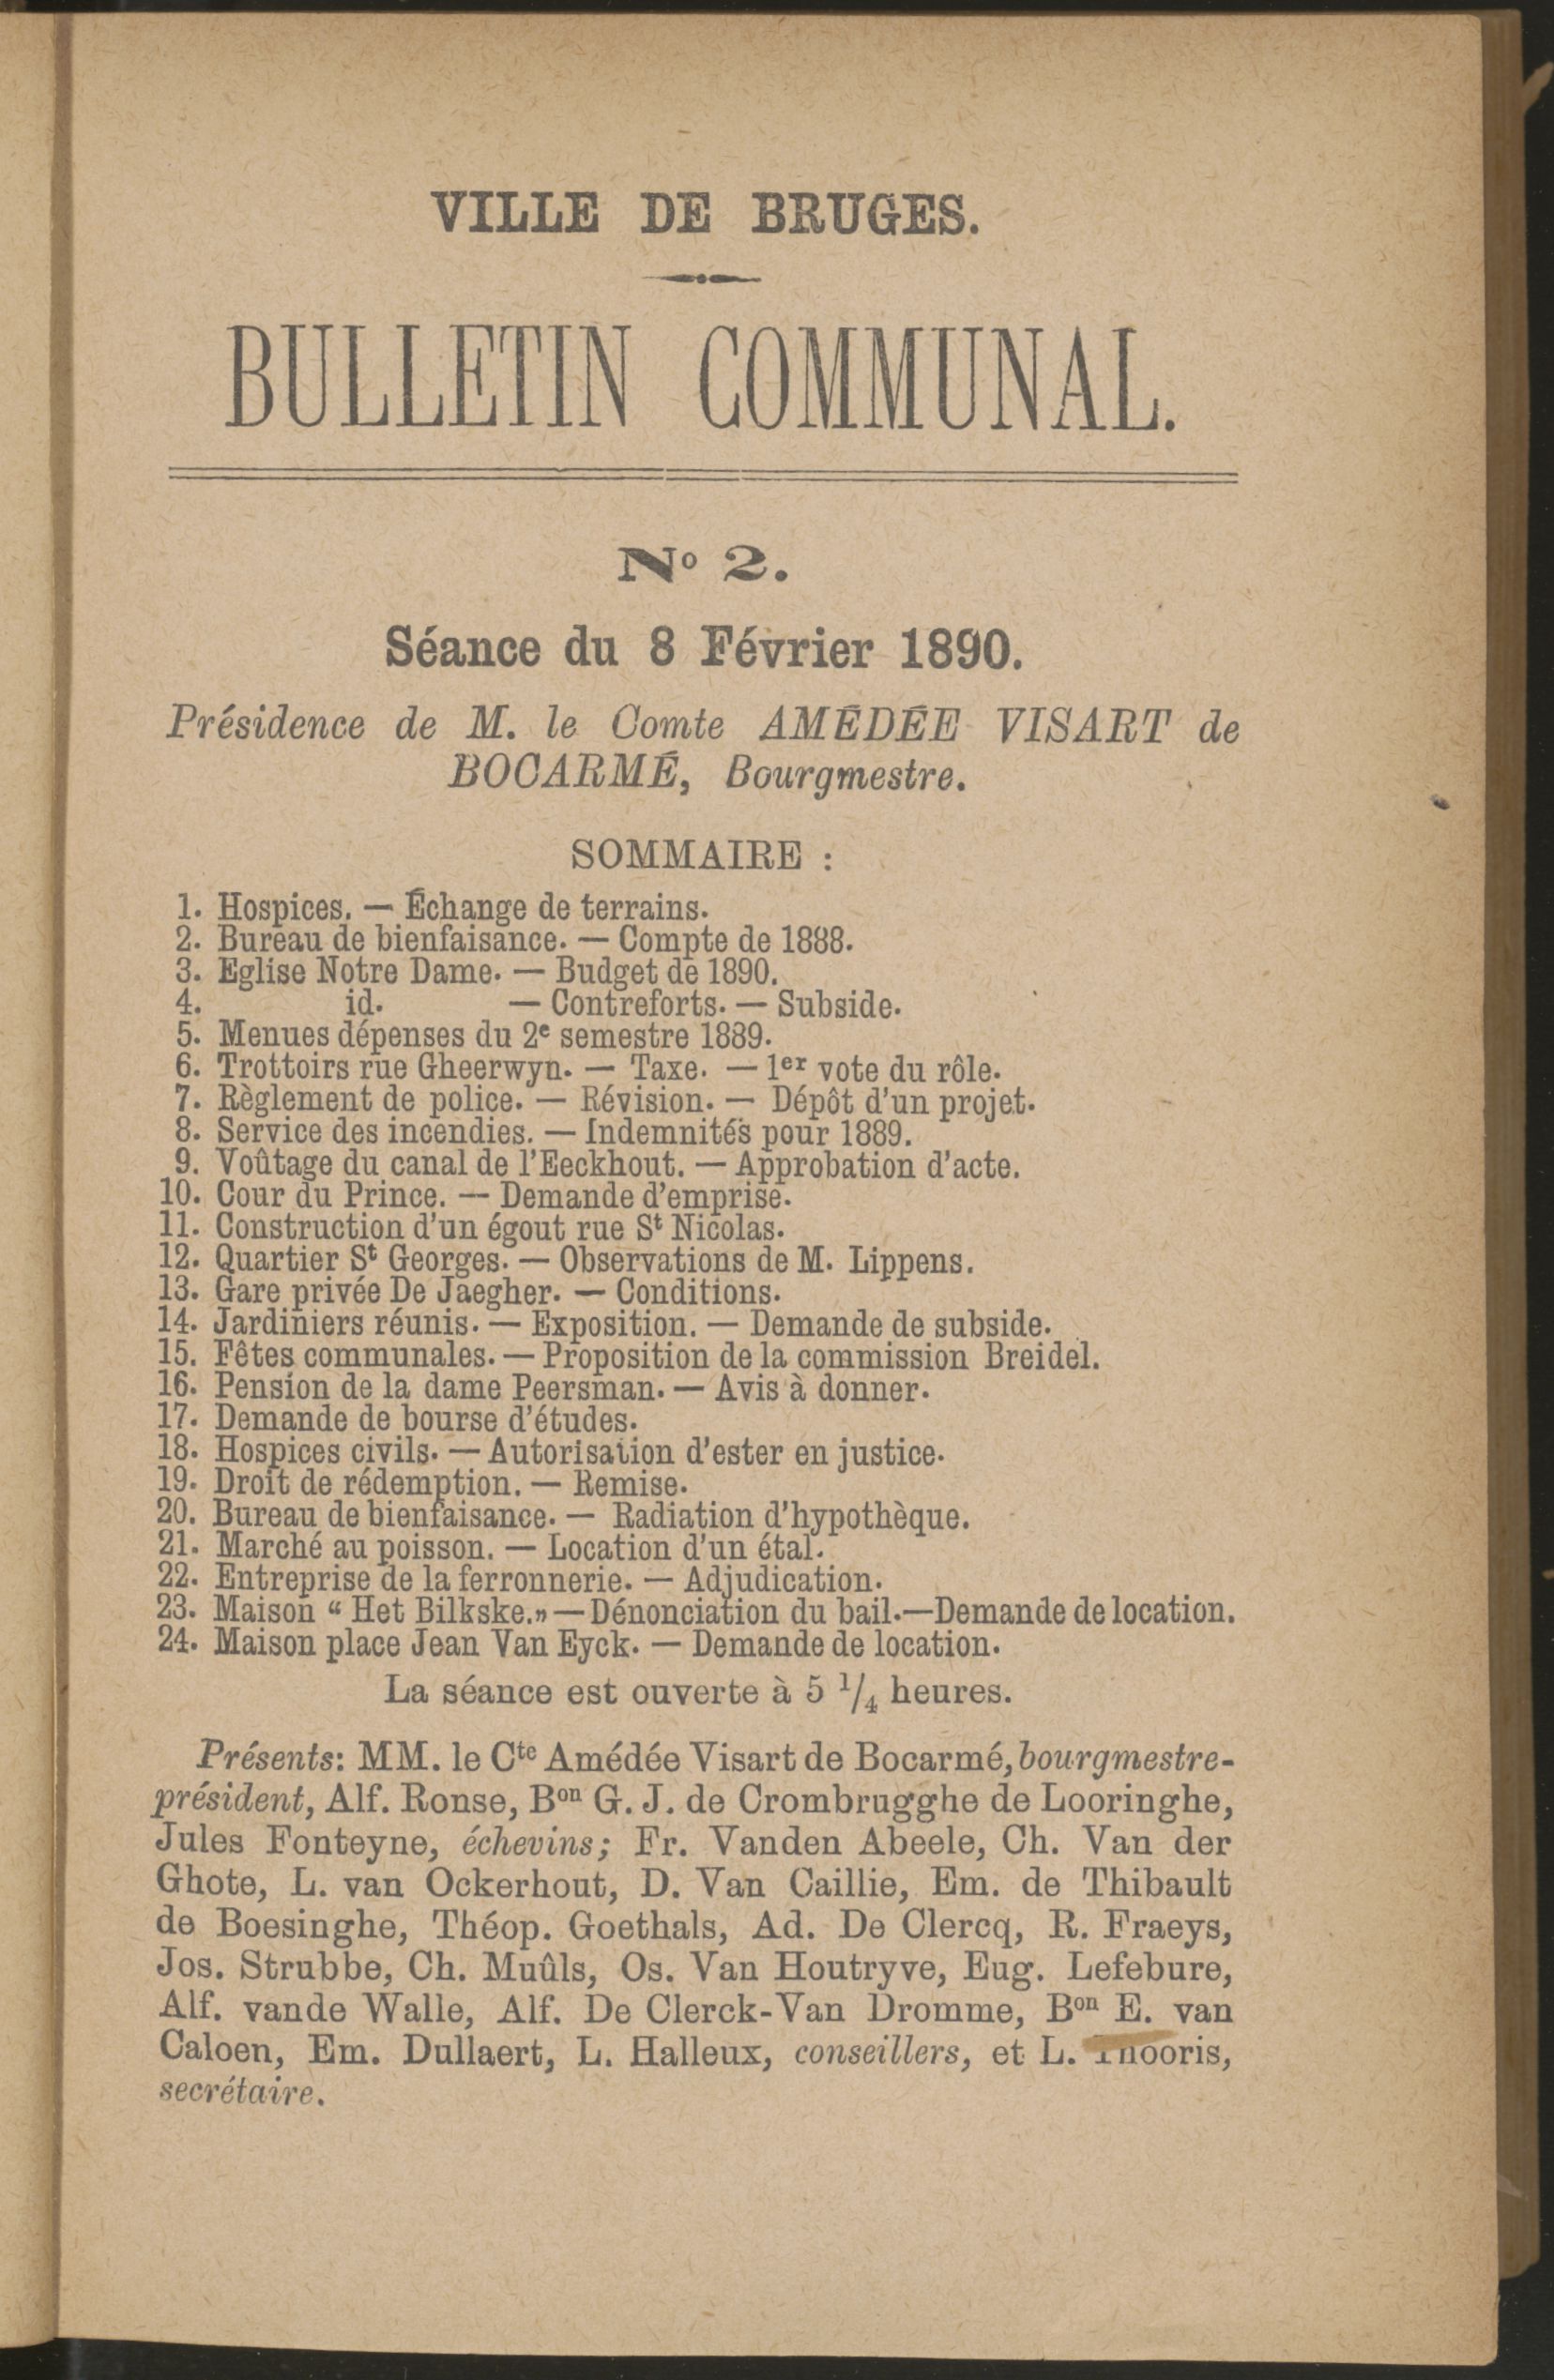 VILLE DE BRUGES.
BULLETIN COMMUNAL.
Nº 2.
Séance du 8 Février 1890.
Présidence de M. le Comte AMÉDÉE VISART de
BOCARMÉ, Bourgmestre.
SOMMAIRE :
1. Hospices. — Échange de terrains.
2. Bureau de bienfaisance. — Compte de 1888.
3. Eglise Notre Dame. — Budget de 1890.
4. id. — Contreforts. — Subside.
5. Menues dépenses du 2e semestre 1889.
6. Trottoirs rue Gheerwyn. — Taxe. — 1er vote du rôle.
7. Règlement de police. — Révision. — Dépôt d'un projet.
8. Service des incendies. — Indemnités pour 1889.
9. Voûtage du canal de l'Eeckhout. — Approbation d'acte.
10. Cour du Prince. — Demande d'emprise.
11. Construction d'un égout rue St Nicolas.
12. Quartier St Georges. — Observations de M. Lippens.
13. Gare privée De Jaegher. — Conditions.
14. Jardiniers réunis. — Exposition. — Demande de subside.
15. Fêtes communales. — Proposition de la commission Breidel.
16. Pension de la dame Peersman. — Avis à donner.
17. Demande de bourse d'études.
18. Hospices civils. — Autorisation d'ester en justice.
19. Droit de rédemption. — Remise.
20. Bureau de bienfaisance. — Radiation d'hypothèque.
21. Marché au poisson. — Location d'un étal.
22. Entreprise de la ferronnerie. — Adjudication.
23. Maison “ Het Bilkske.„ — Dénonciation du bail.—Demande de location.
24. Maison place Jean Van Eyck. — Demande de location.
La séance est ouverte à 5 1/4 heures.
Présents: MM. le Cte Amédée Visart de Bocarmé, bourgmestre-
président, Alf. Ronse, Bon G. J. de Crombrugghe de Looringhe,
Jules Fonteyne, échevins; Fr. Vanden Abeele, Ch. Van der
Ghote, L. van Ockerhout, D. Van Caillie, Em. de Thibault
de Boesinghe, Théop. Goethals, Ad. De Clercq, R. Fraeys,
Jos. Strubbe, Ch. Muûls, Os. Van Houtryve, Eug. Lefebure,
Alf. vande Walle, Alf. De Clerck-Van Dromme, Bon E. van
Caloen, Em. Dullaert, L. Halleux, conseillers, et L. Thooris,
secrétaire.